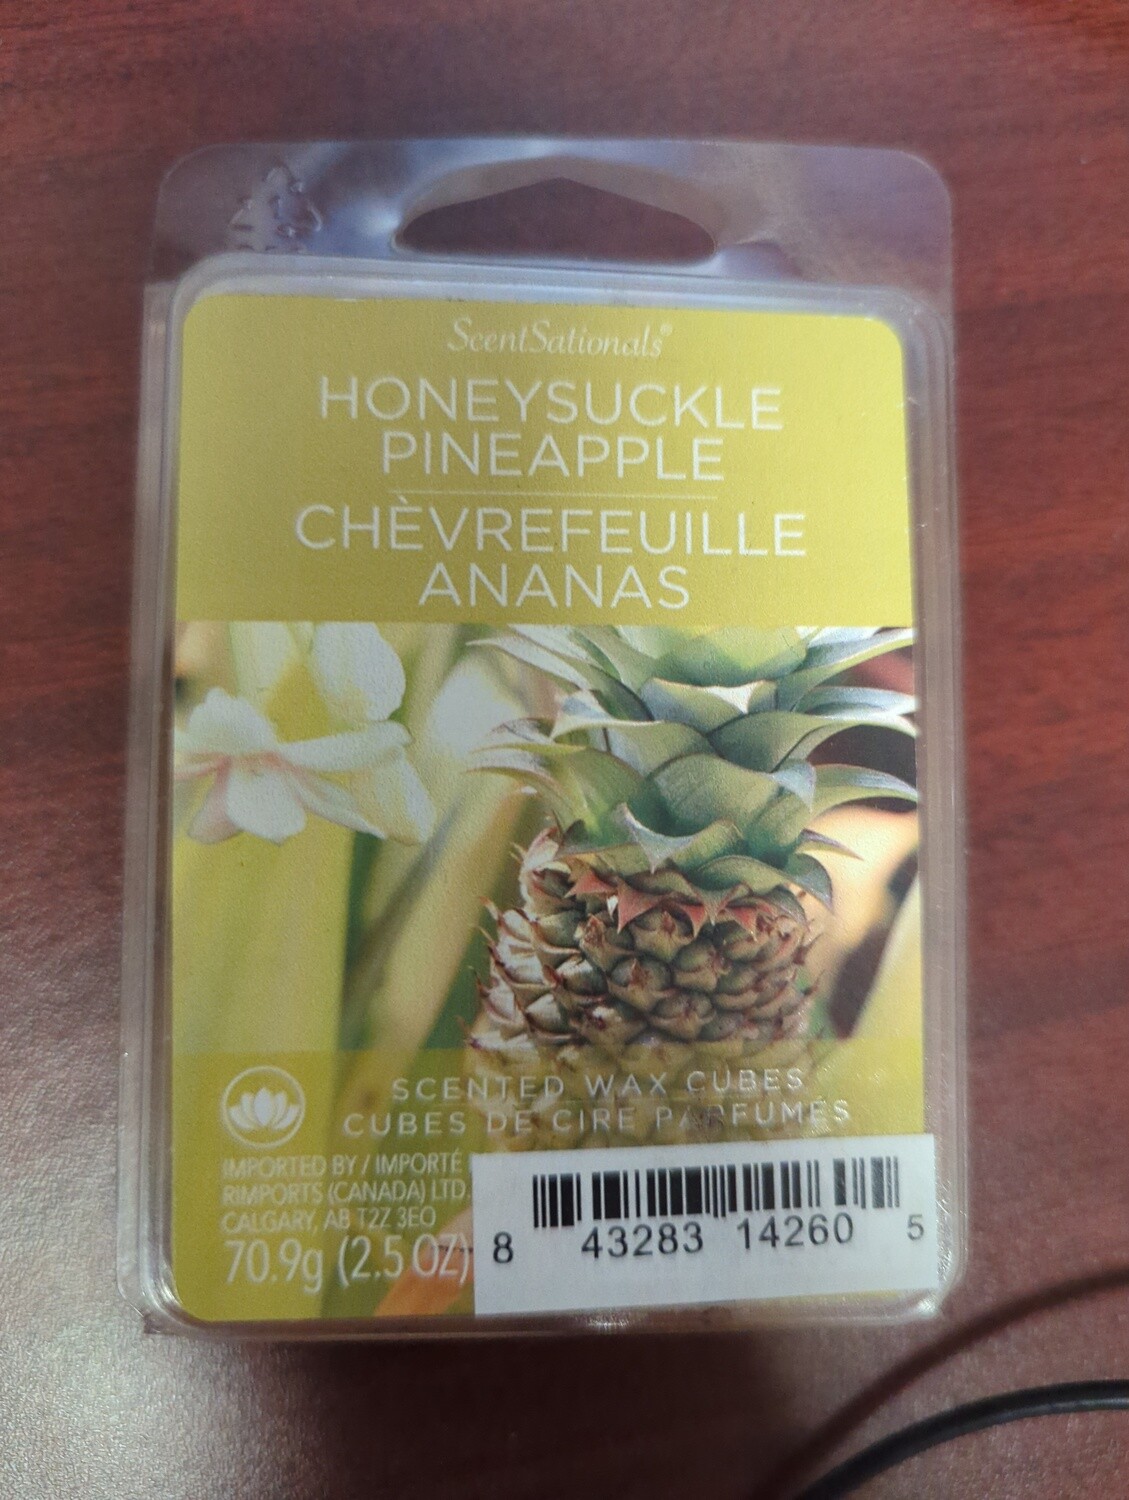 ScentSationals®
HONEYSUCKLE
PINEAPPLE
CHÈVREFEUILLE
ANANAS
SCENTED WAX CUBES
CUBES DE CIRE PARFUMÉS
IMPORTED BY / IMPORTÉ
RIMPORTS (CANADA) LTD.
CALGARY, AB T2Z 3E0
70.9g (2.5 OZ)
8 43283 14260 5